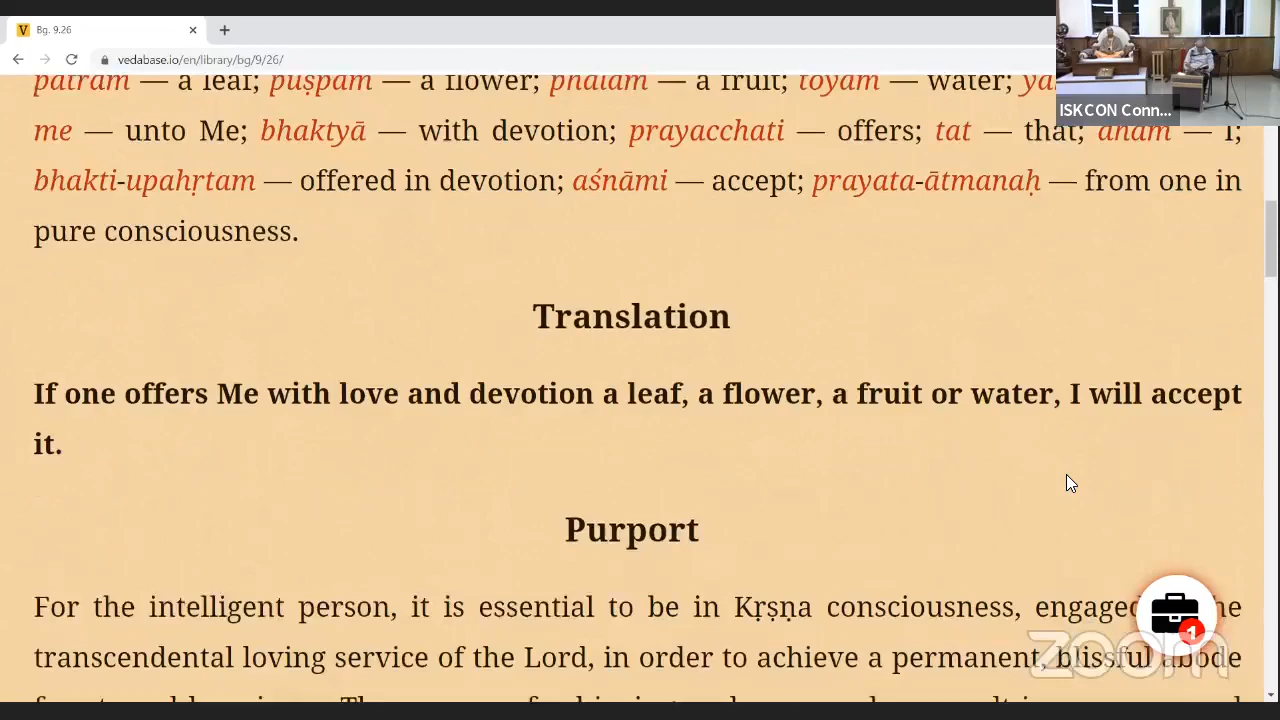 Bg. 9.26
vedabase.io/en/library/bg/9/26/
patram — a leaf; puṣpam — a flower; phalam — a fruit; toyam — water;
ISKCON Conn...
me — unto Me; bhaktyā — with devotion; prayacchati — offers; tat — that; aham — I;
bhakti-upahṛtam — offered in devotion; aśnāmi — accept; prayata-ātmanaḥ — from one in
pure consciousness.
Translation
If one offers Me with love and devotion a leaf, a flower, a fruit or water, I will accept
it.
Purport
For the intelligent person, it is essential to be in Kṛṣṇa consciousness, engaged
1
transcendental loving service of the Lord, in order to achieve a permanent, blissful abode
zoom